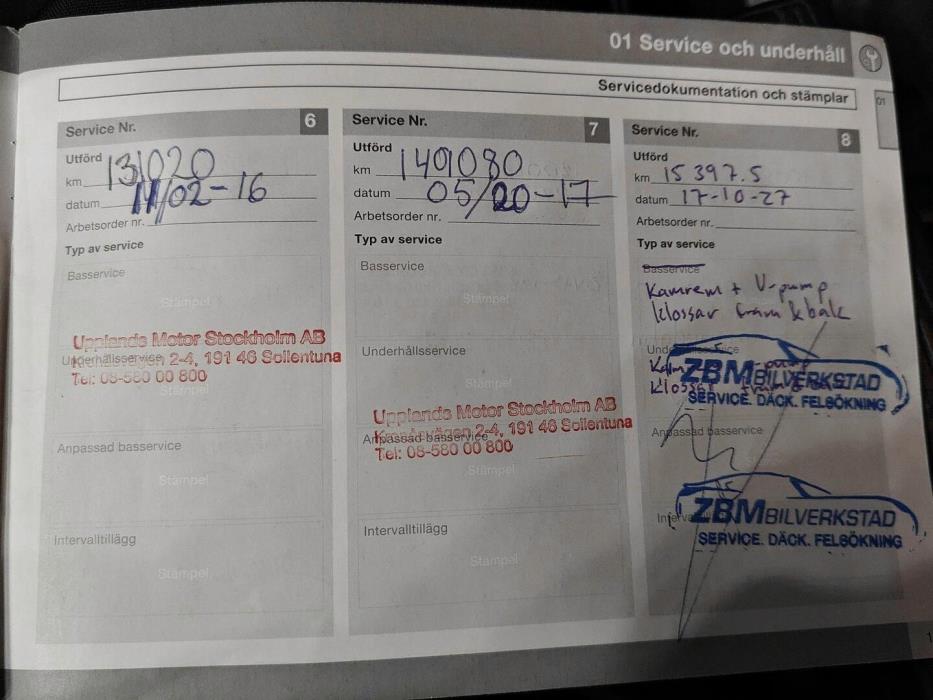 01 Service och underhåll
Servicedokumentation och stämplar
01
Service Nr. 6
Utförd
km 131020
datum 11/02-16
Arbetsorder nr.
Typ av service
Basservice
Stämpel
Upplands Motor Stockholm AB
Underhållsservice 2-4, 191 46 Sollentuna
Tel: 08-580 00 800
Stämpel
Anpassad basservice
Stämpel
Intervalltillägg
Stämpel
Service Nr. 7
Utförd
km 149080
datum 05/20-17
Arbetsorder nr.
Typ av service
Basservice
Stämpel
Underhållsservice
Stämpel
Upplands Motor Stockholm AB
Anpassad basservice 2-4, 191 46 Sollentuna
Tel: 08-580 00 800
Stämpel
Intervalltillägg
Stämpel
Service Nr. 8
Utförd
km 15397.5
datum 17-10-27
Arbetsorder nr.
Typ av service
Basservice
Kamrem + V-pump
klossar fram & bak
ZBM BILVERKSTAD
klossar
SERVICE. DÄCK. FELSÖKNING
Anpassad basservice
ZBM BILVERKSTAD
SERVICE. DÄCK. FELSÖKNING